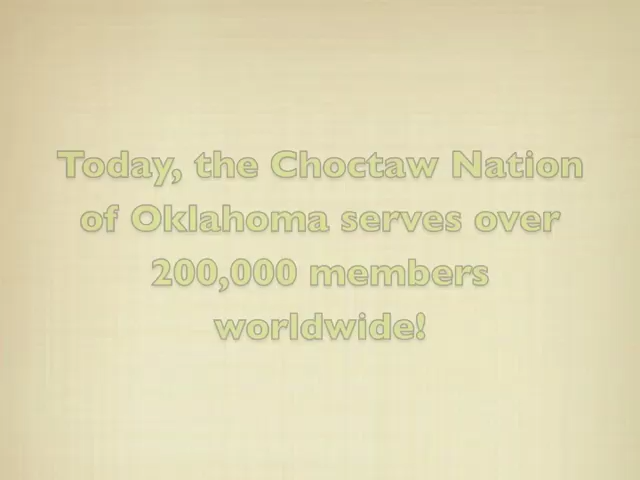 Today, the Choctaw Nation
of Oklahoma serves over
200,000 members
worldwide!